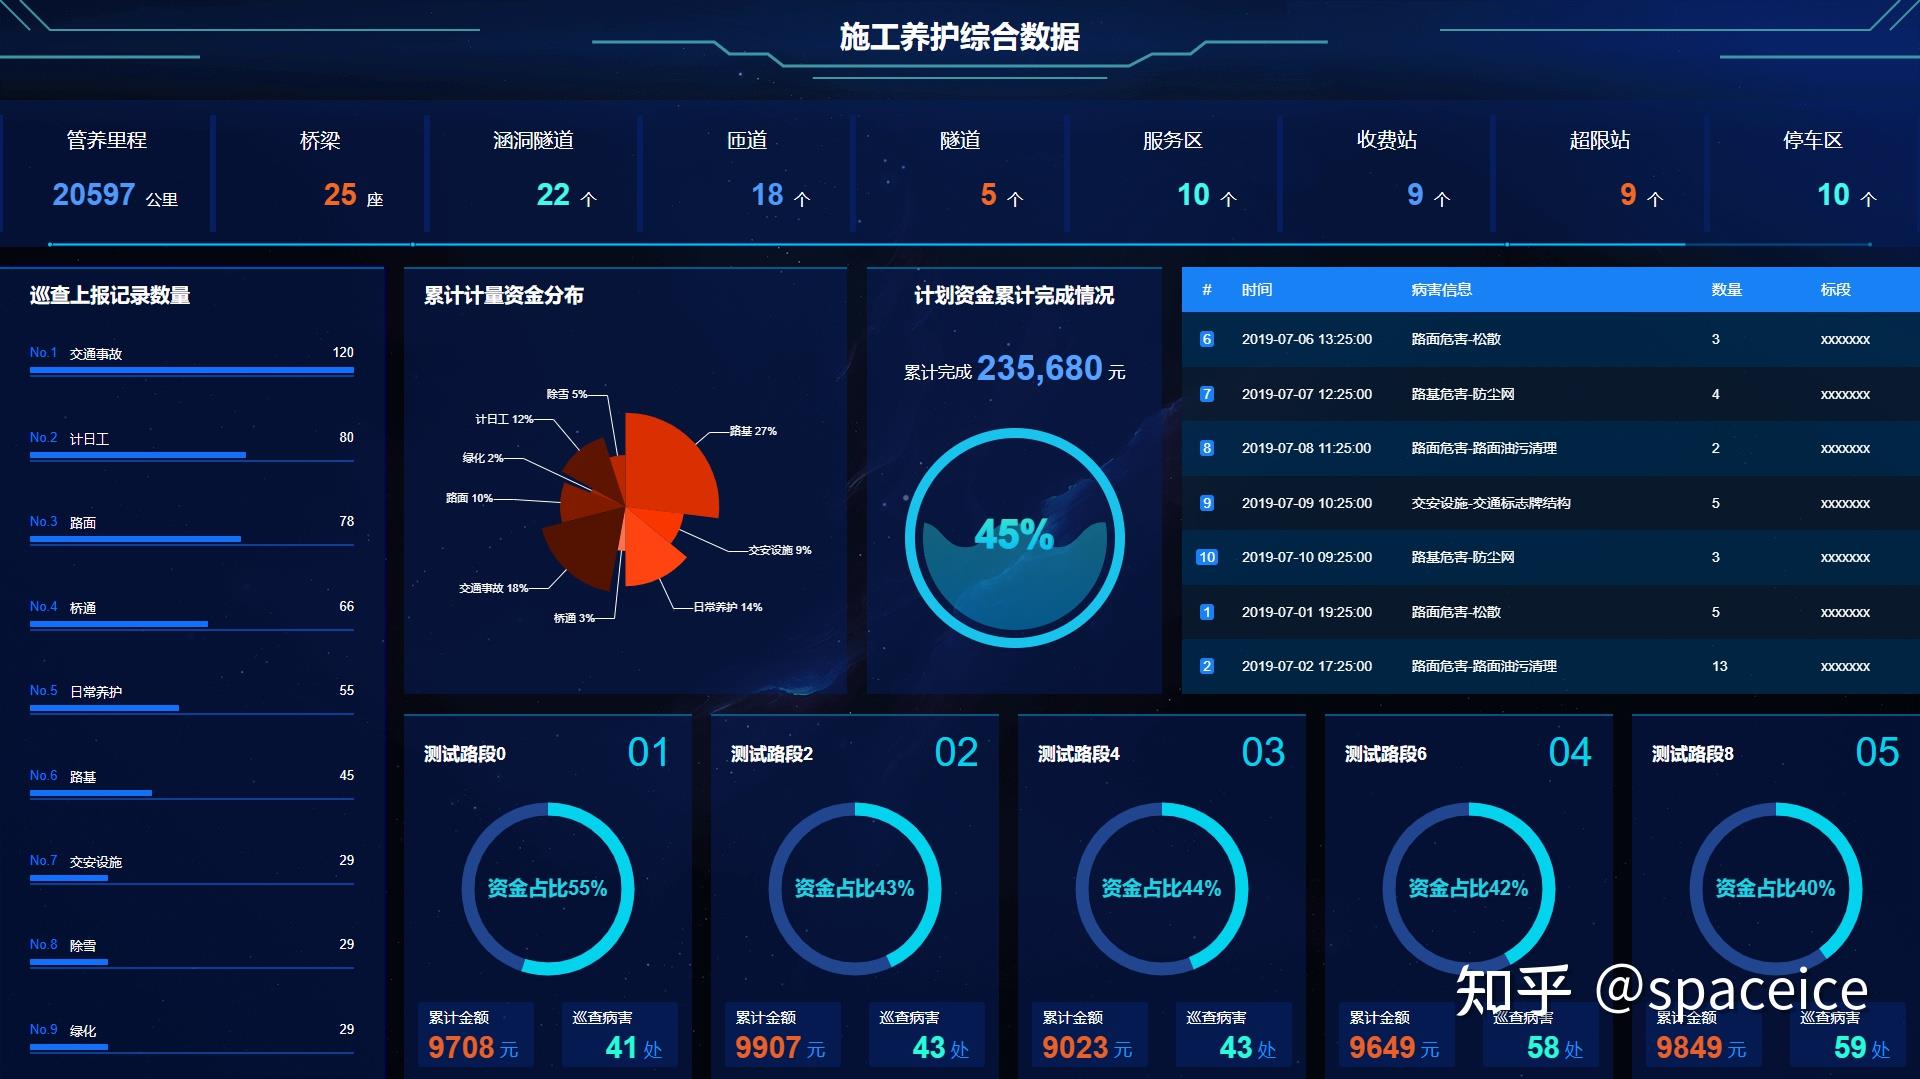 施工养护综合数据
管养里程 桥梁 涵洞隧道 匝道 隧道 服务区 收费站 超限站 停车区
20597 公里 25 座 22 个 18 个 5 个 10 个 9 个 9 个 10 个
巡查上报记录数量
No.1 交通事故 120
No.2 计日工 80
No.3 路面 78
No.4 桥通 66
No.5 日常养护 55
No.6 路基 45
No.7 交安设施 29
No.8 除雪 29
No.9 绿化 29
累计计量资金分布
除雪 5%
计日工 12%
路基 27%
绿化 2%
路面 10%
交安设施 9%
交通事故 18%
日常养护 14%
桥通 3%
计划资金累计完成情况
累计完成 235,680 元
45%
# 时间 病害信息 数量 标段
6 2019-07-06 13:25:00 路面危害-松散 3 xxxxxxx
7 2019-07-07 12:25:00 路基危害-防尘网 4 xxxxxxx
8 2019-07-08 11:25:00 路面危害-路面油污清理 2 xxxxxxx
9 2019-07-09 10:25:00 交安设施-交通标志牌结构 5 xxxxxxx
10 2019-07-10 09:25:00 路基危害-防尘网 3 xxxxxxx
1 2019-07-01 19:25:00 路面危害-松散 5 xxxxxxx
2 2019-07-02 17:25:00 路面危害-路面油污清理 13 xxxxxxx
测试路段0 01
资金占比55%
累计金额 巡查病害
9708 元 41 处
测试路段2 02
资金占比43%
累计金额 巡查病害
9907 元 43 处
测试路段4 03
资金占比44%
累计金额 巡查病害
9023 元 43 处
测试路段6 04
资金占比42%
累计金额 巡查病害
9649 元 58 处
测试路段8 05
资金占比40%
累计金额 巡查病害
9849 元 59 处
知乎 @spaceice